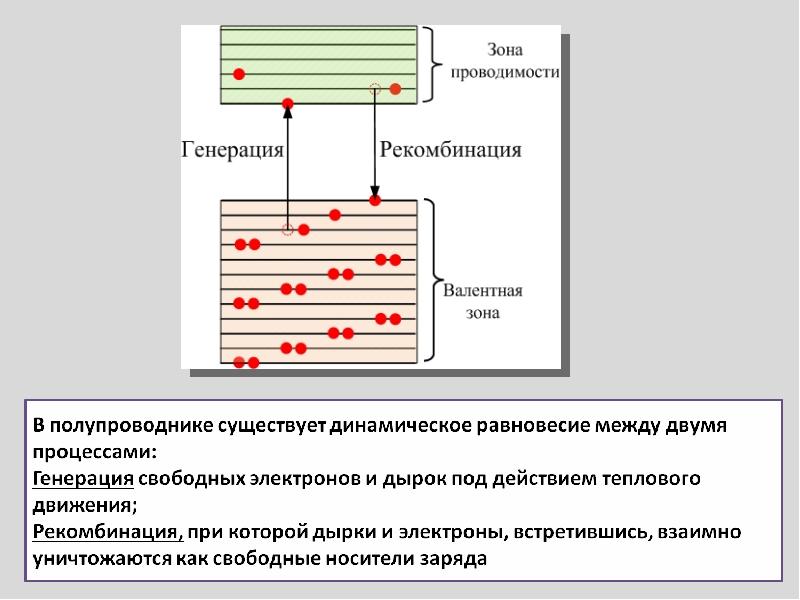 Зона
проводимости
Генерация
Рекомбинация
Валентная
зона
В полупроводнике существует динамическое равновесие между двумя
процессами:
Генерация свободных электронов и дырок под действием теплового
движения;
Рекомбинация, при которой дырки и электроны, встретившись, взаимно
уничтожаются как свободные носители заряда